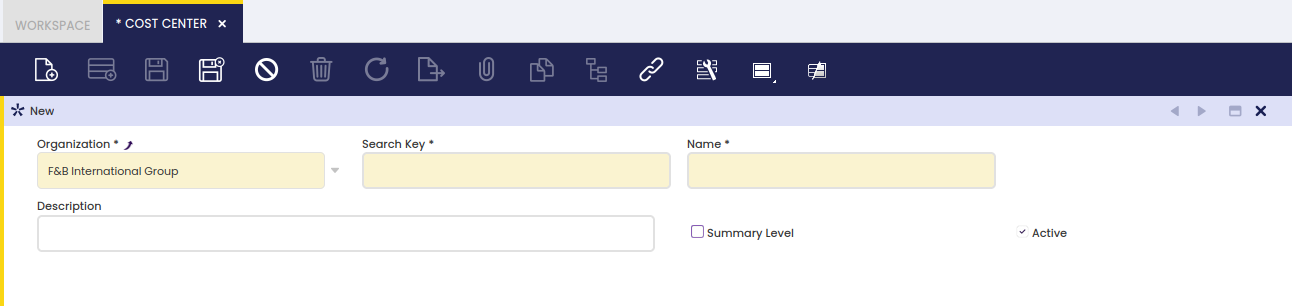 WORKSPACE
* COST CENTER
New
Organization *
Search Key *
Name *
F&B International Group
Description
Summary Level
Active